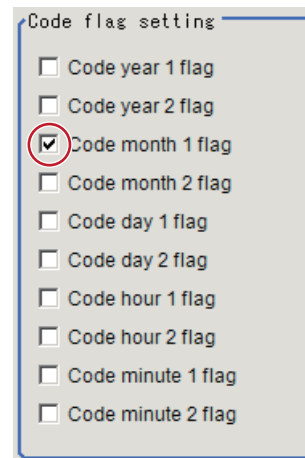 Code flag setting
Code year 1 flag
Code year 2 flag
Code month 1 flag
Code month 2 flag
Code day 1 flag
Code day 2 flag
Code hour 1 flag
Code hour 2 flag
Code minute 1 flag
Code minute 2 flag